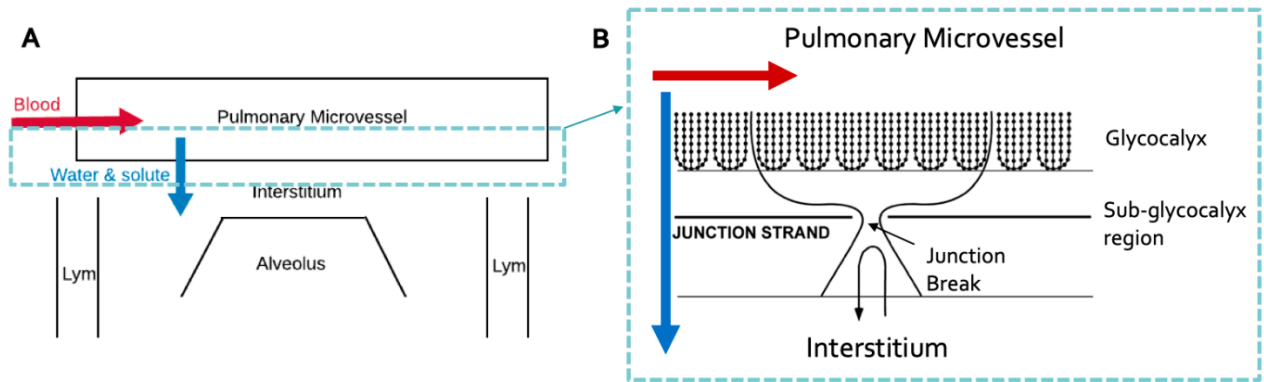 A
Blood
Pulmonary Microvessel
Water & solute
Interstitium
Lym
Alveolus
Lym
B
Pulmonary Microvessel
Glycocalyx
Sub-glycocalyx
region
JUNCTION STRAND
Junction
Break
Interstitium